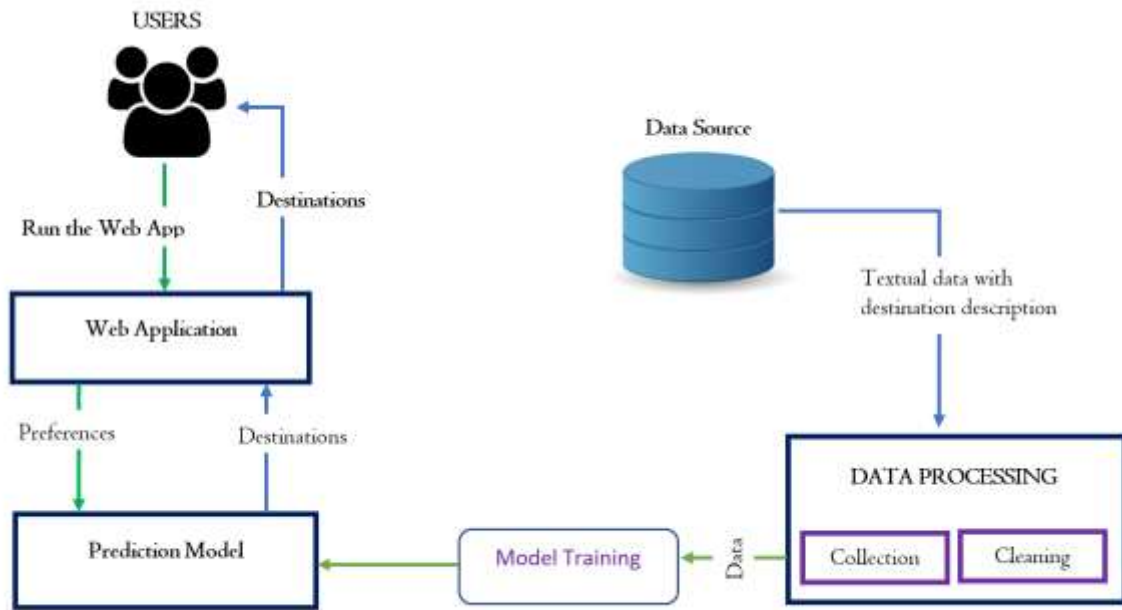 USERS
Data Source
Destinations
Run the Web App
Textual data with
destination description
Web Application
Preferences
Destinations
DATA PROCESSING
Prediction Model
Model Training
Data
Collection
Cleaning